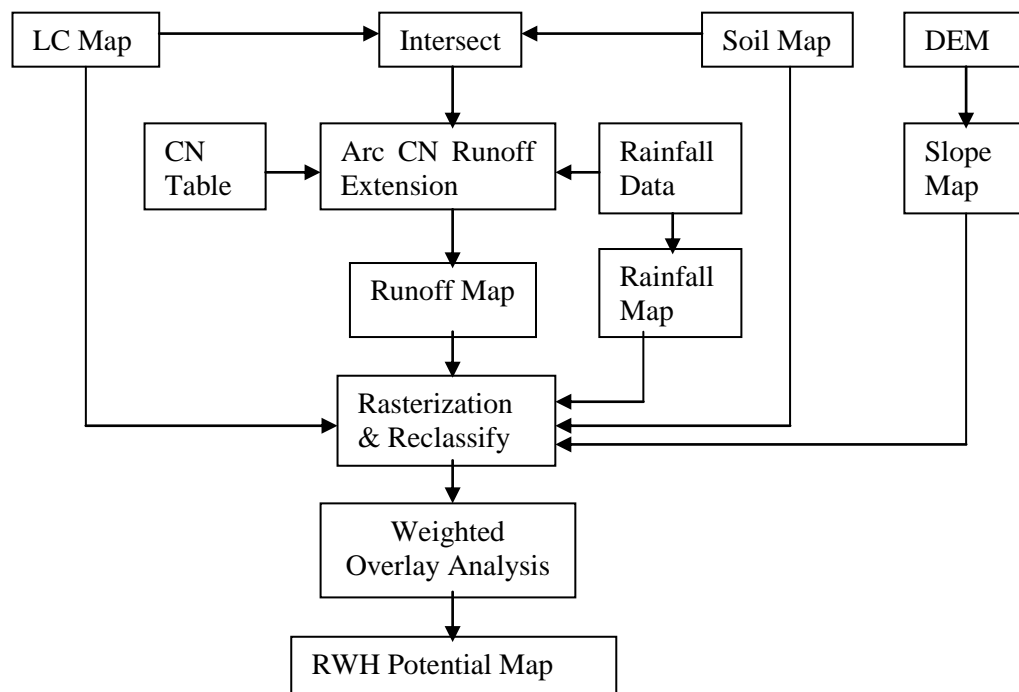 LC Map
Intersect
Soil Map
DEM
CN
Table
Arc CN Runoff
Extension
Rainfall
Data
Slope
Map
Runoff Map
Rainfall
Map
Rasterization
& Reclassify
Weighted
Overlay Analysis
RWH Potential Map